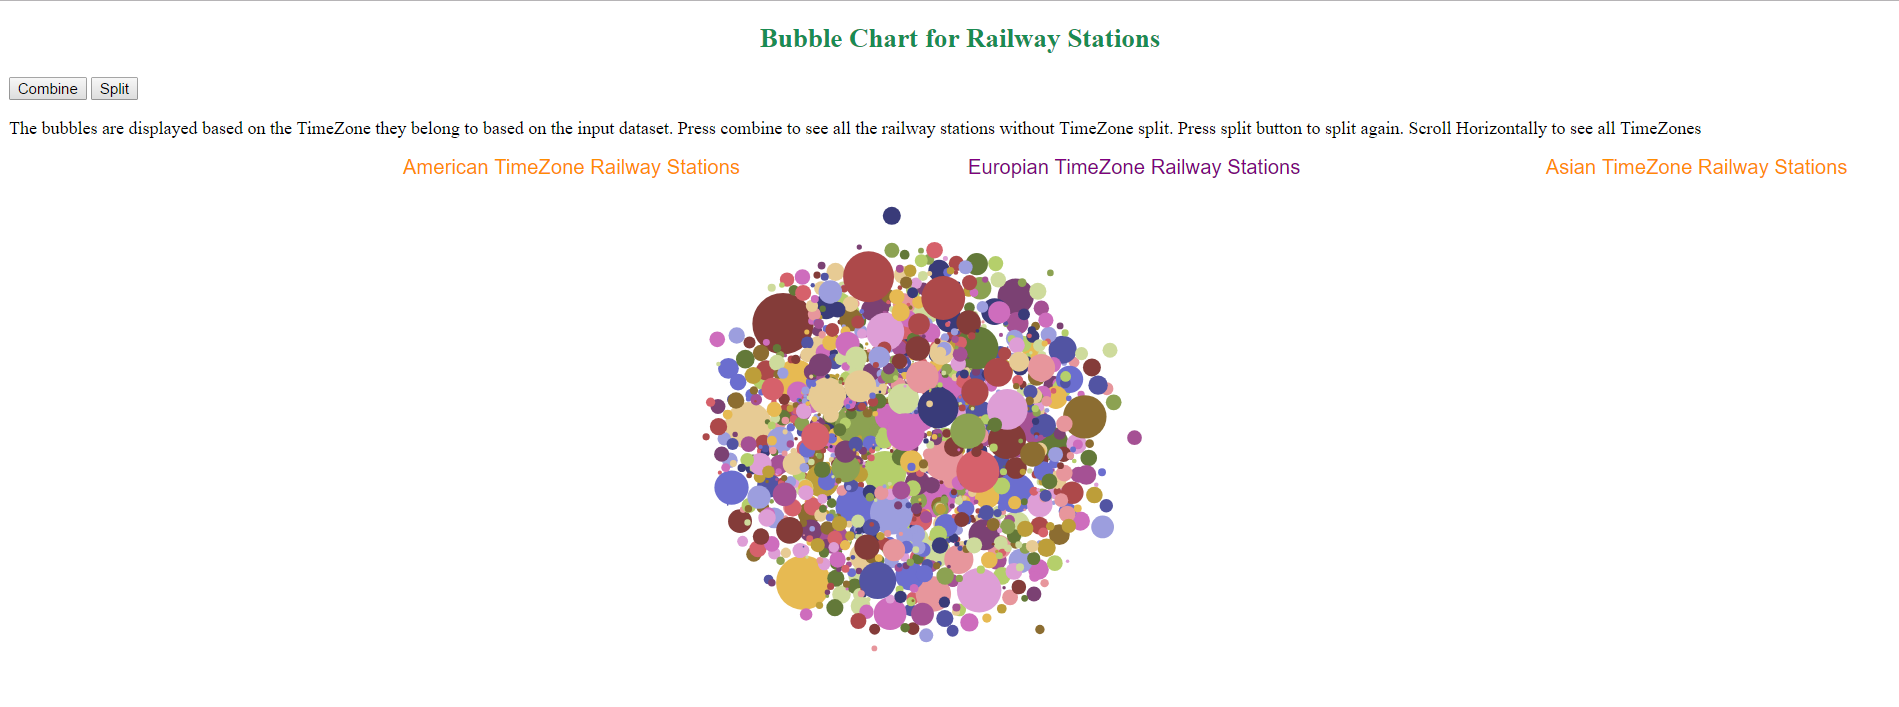 Bubble Chart for Railway Stations
Combine Split
The bubbles are displayed based on the TimeZone they belong to based on the input dataset. Press combine to see all the railway stations without TimeZone split. Press split button to split again. Scroll Horizontally to see all TimeZones
American TimeZone Railway Stations Europian TimeZone Railway Stations Asian TimeZone Railway Stations